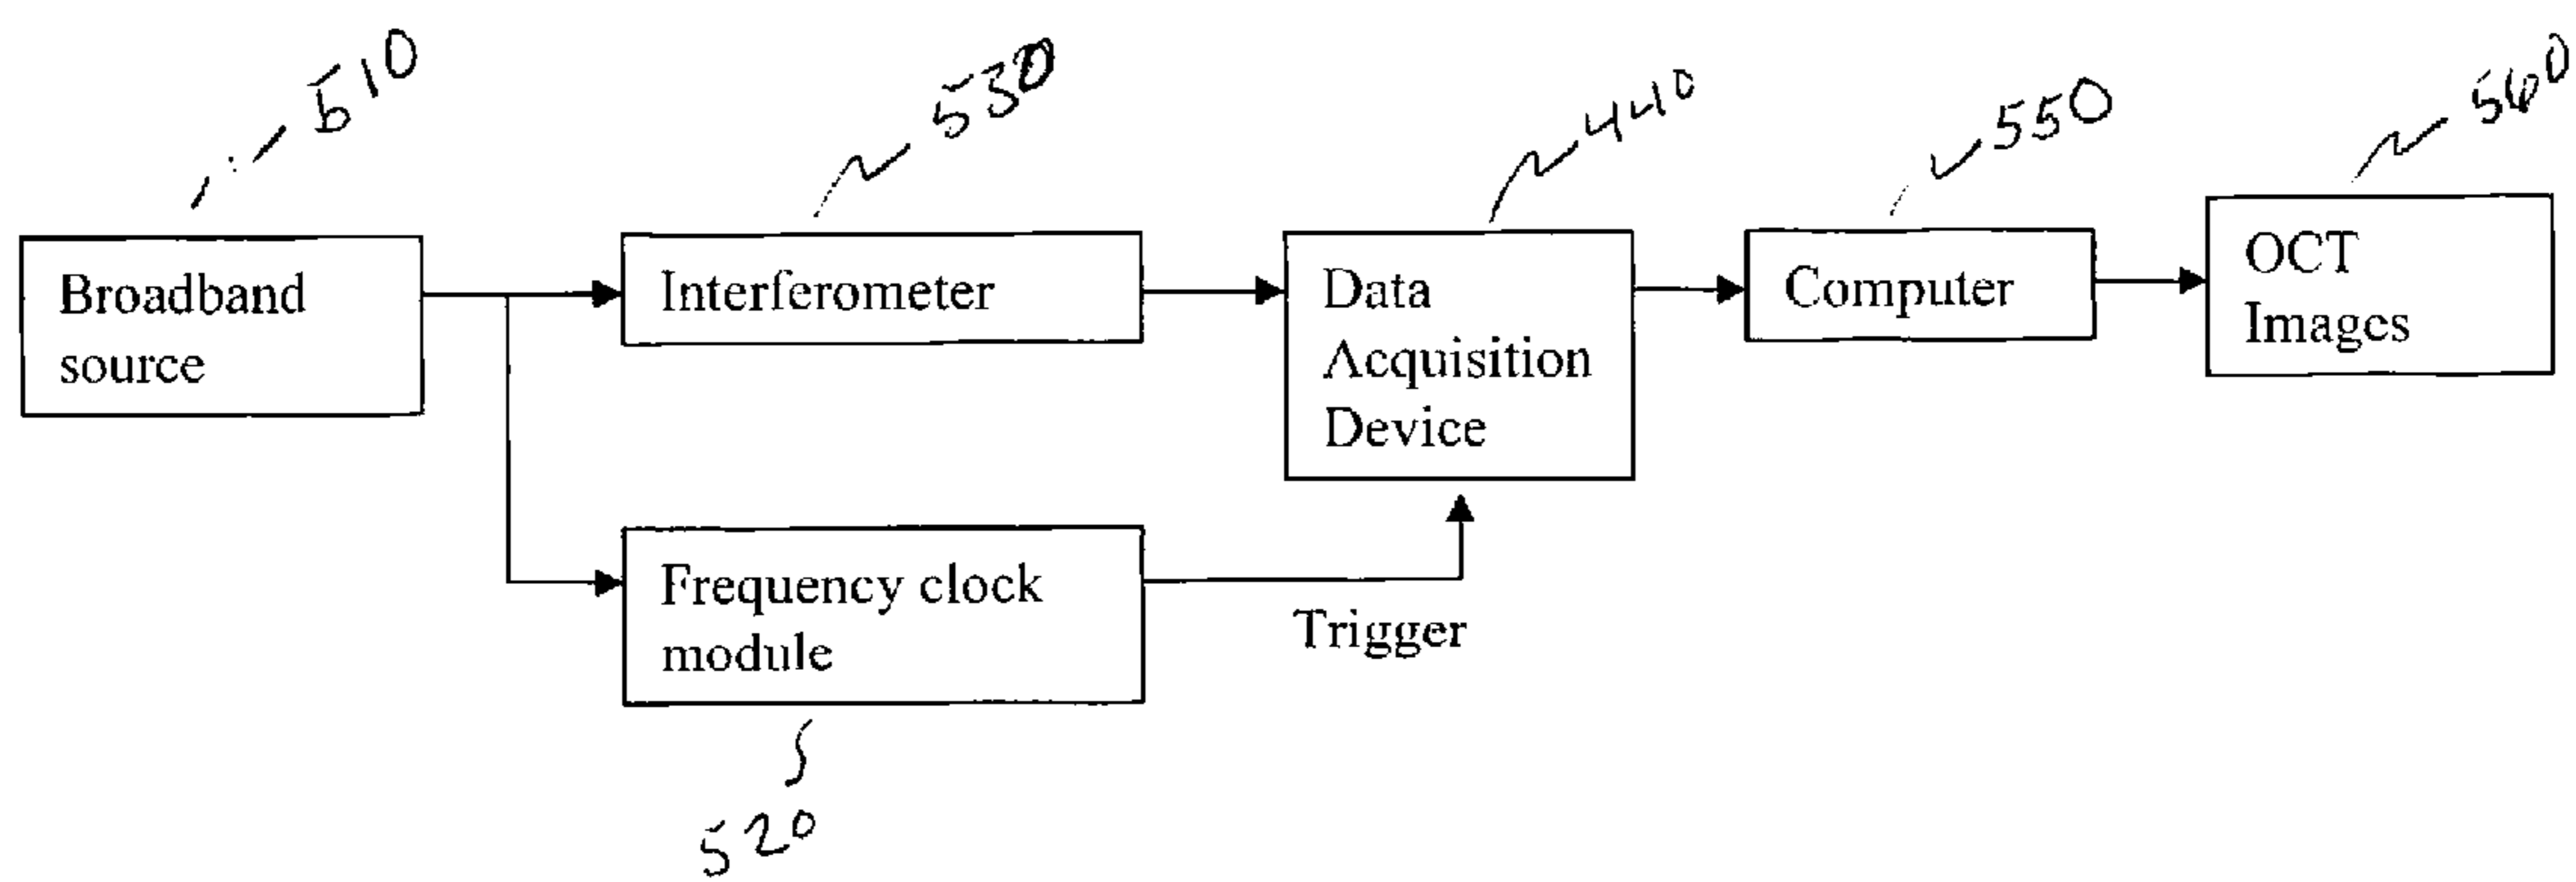 510
530
440
550
560
Broadband
source
Interferometer
Data
Acquisition
Device
Computer
OCT
Images
Frequency clock
module
Trigger
520